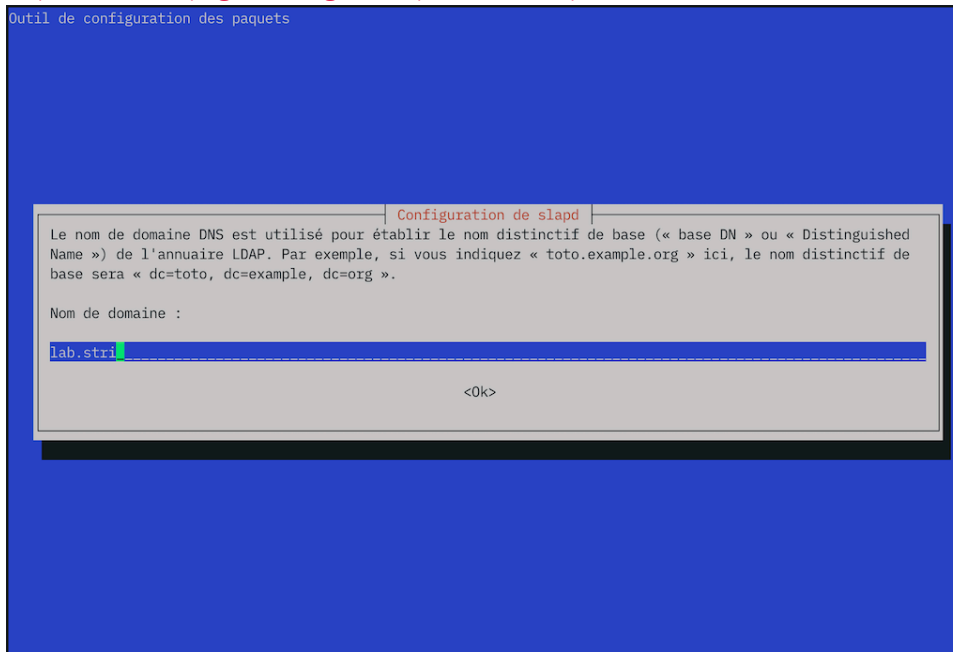 Outil de configuration des paquets
Configuration de slapd
Le nom de domaine DNS est utilisé pour établir le nom distinctif de base (« base DN » ou « Distinguished
Name ») de l'annuaire LDAP. Par exemple, si vous indiquez « toto.example.org » ici, le nom distinctif de
base sera « dc=toto, dc=example, dc=org ».
Nom de domaine :
lab.stri
<Ok>